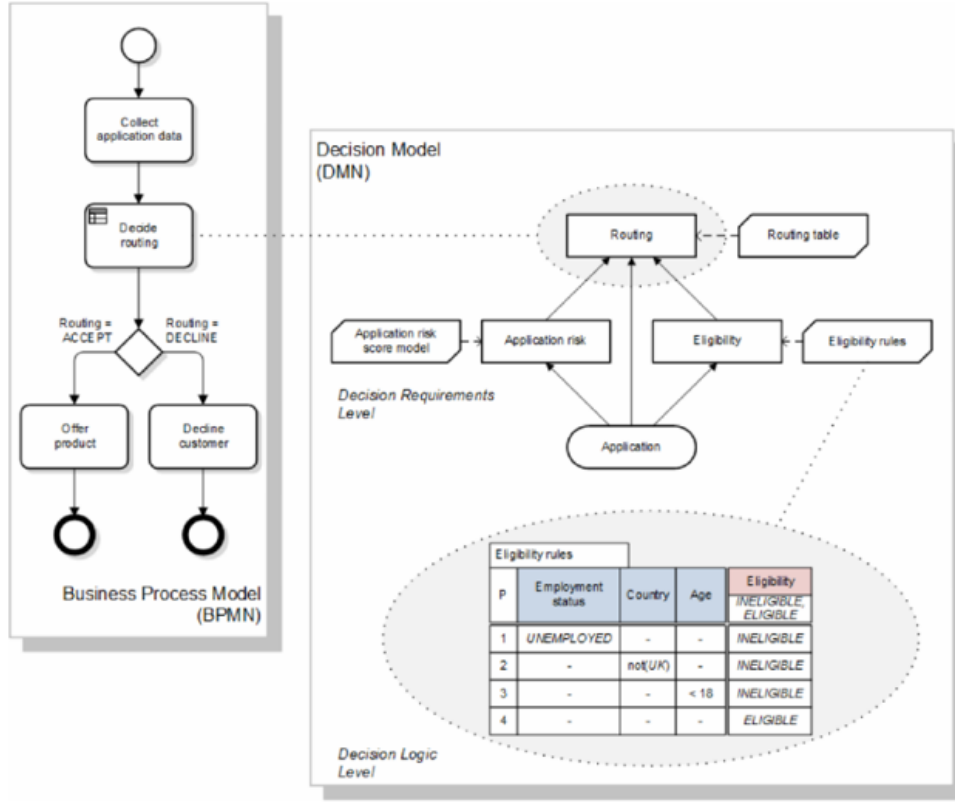 Collect
application data
Decide
routing
Routing =
ACCEPT
Routing =
DECLINE
Offer
product
Decline
customer
Business Process Model
(BPMN)
Decision Model
(DMN)
Routing
Routing table
Application risk
score model
Application risk
Eligibility
Eligibility rules
Decision Requirements
Level
Application
Eligibility rules
P Employment status Country Age Eligibility
INELIGIBLE,
ELIGIBLE
1 UNEMPLOYED - - INELIGIBLE
2 - not(UK) - INELIGIBLE
3 - - < 18 INELIGIBLE
4 - - - ELIGIBLE
Decision Logic
Level